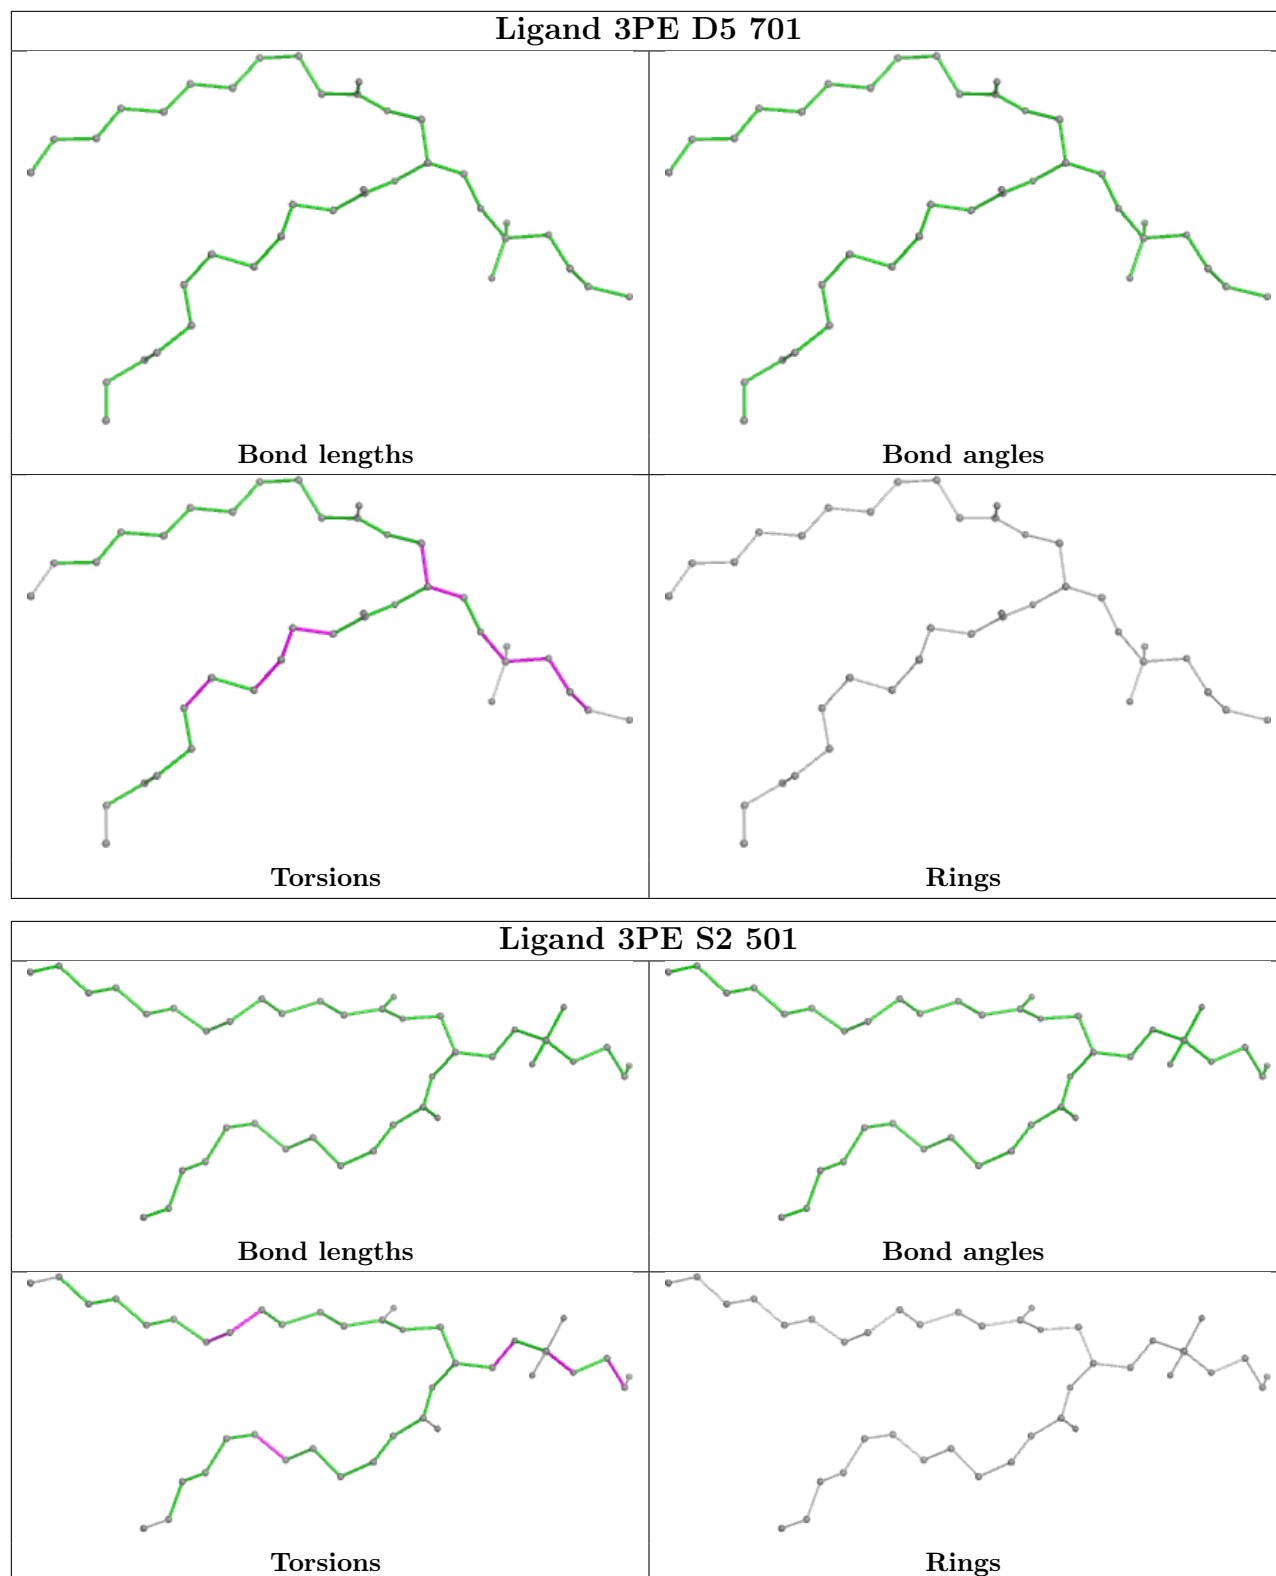 Ligand 3PE D5 701
Bond lengths
Bond angles
Torsions
Rings
Ligand 3PE S2 501
Bond lengths
Bond angles
Torsions
Rings